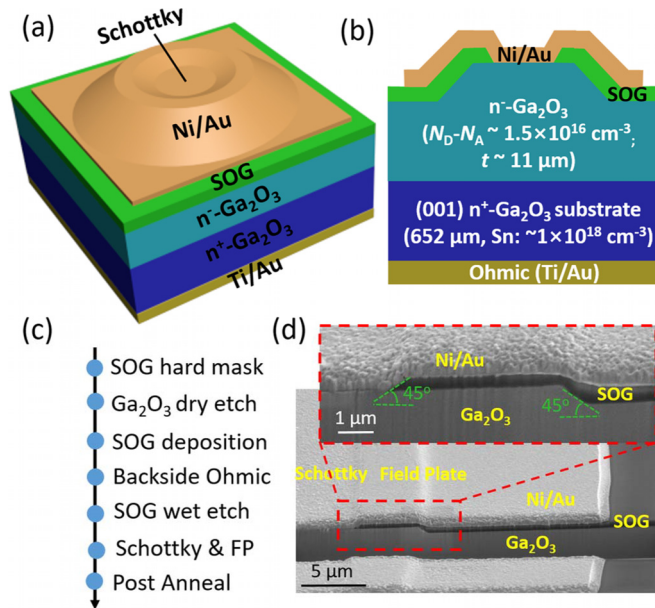 (a)
Schottky
Ni/Au
SOG
n⁻-Ga₂O₃
n⁺-Ga₂O₃
Ti/Au
(b)
Ni/Au
SOG
n⁻-Ga₂O₃
(N_D-N_A ~ 1.5×10¹⁶ cm⁻³;
t ~ 11 μm)
(001) n⁺-Ga₂O₃ substrate
(652 μm, Sn: ~1×10¹⁸ cm⁻³)
Ohmic (Ti/Au)
(c)
SOG hard mask
Ga₂O₃ dry etch
SOG deposition
Backside Ohmic
SOG wet etch
Schottky & FP
Post Anneal
(d)
Ni/Au
45°
SOG
45°
1 μm
Ga₂O₃
Schottky Field Plate
Ni/Au
SOG
Ga₂O₃
5 μm